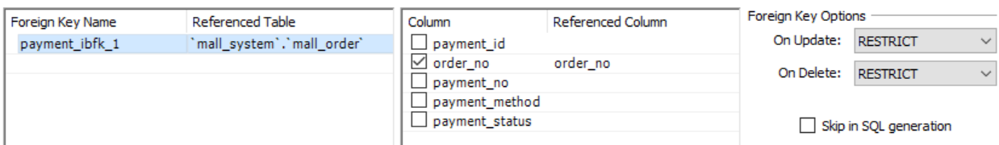 Foreign Key Name Referenced Table
payment_ibfk_1 `mall_system`.`mall_order`
Column Referenced Column
payment_id
order_no order_no
payment_no
payment_method
payment_status
Foreign Key Options
On Update: RESTRICT
On Delete: RESTRICT
Skip in SQL generation